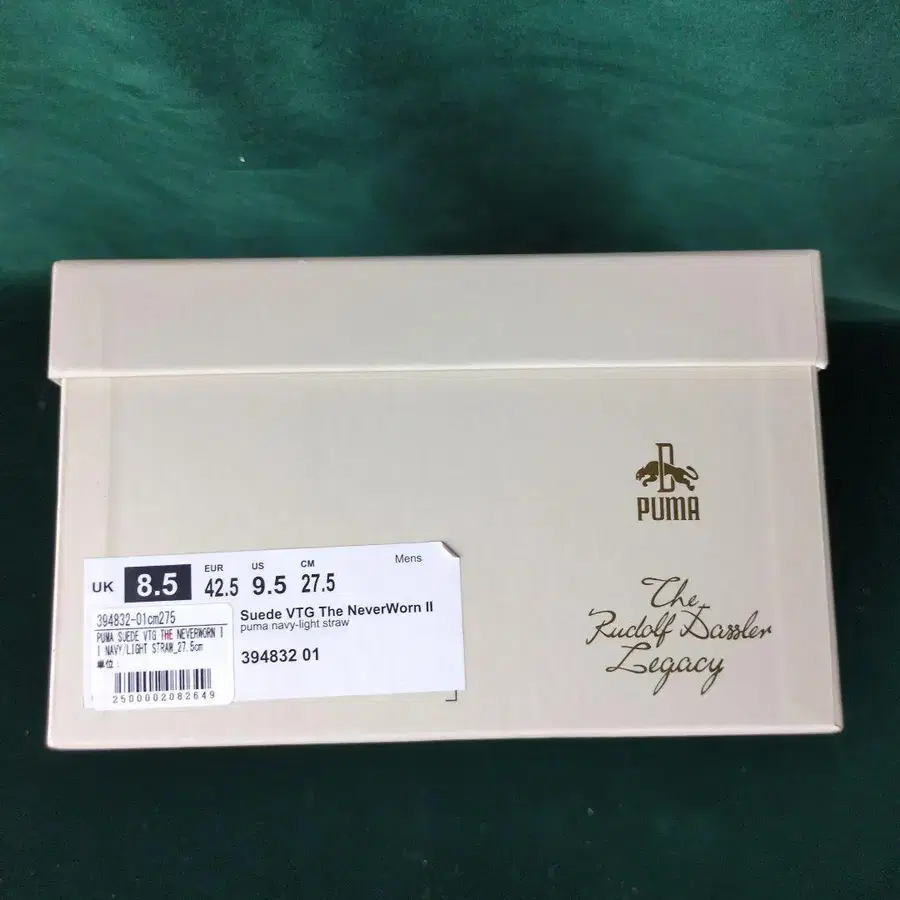 D
PUMA
The
Rudolf Dassler
Legacy
Mens
UK 8.5 EUR 42.5 US 9.5 CM 27.5
Suede VTG The NeverWorn II
puma navy-light straw
394832 01
394832-01cm275
PUMA SUEDE VTG THE NEVERWORN I
I NAVY/LIGHT STRAW_27.5cm
単位:
2500002082649